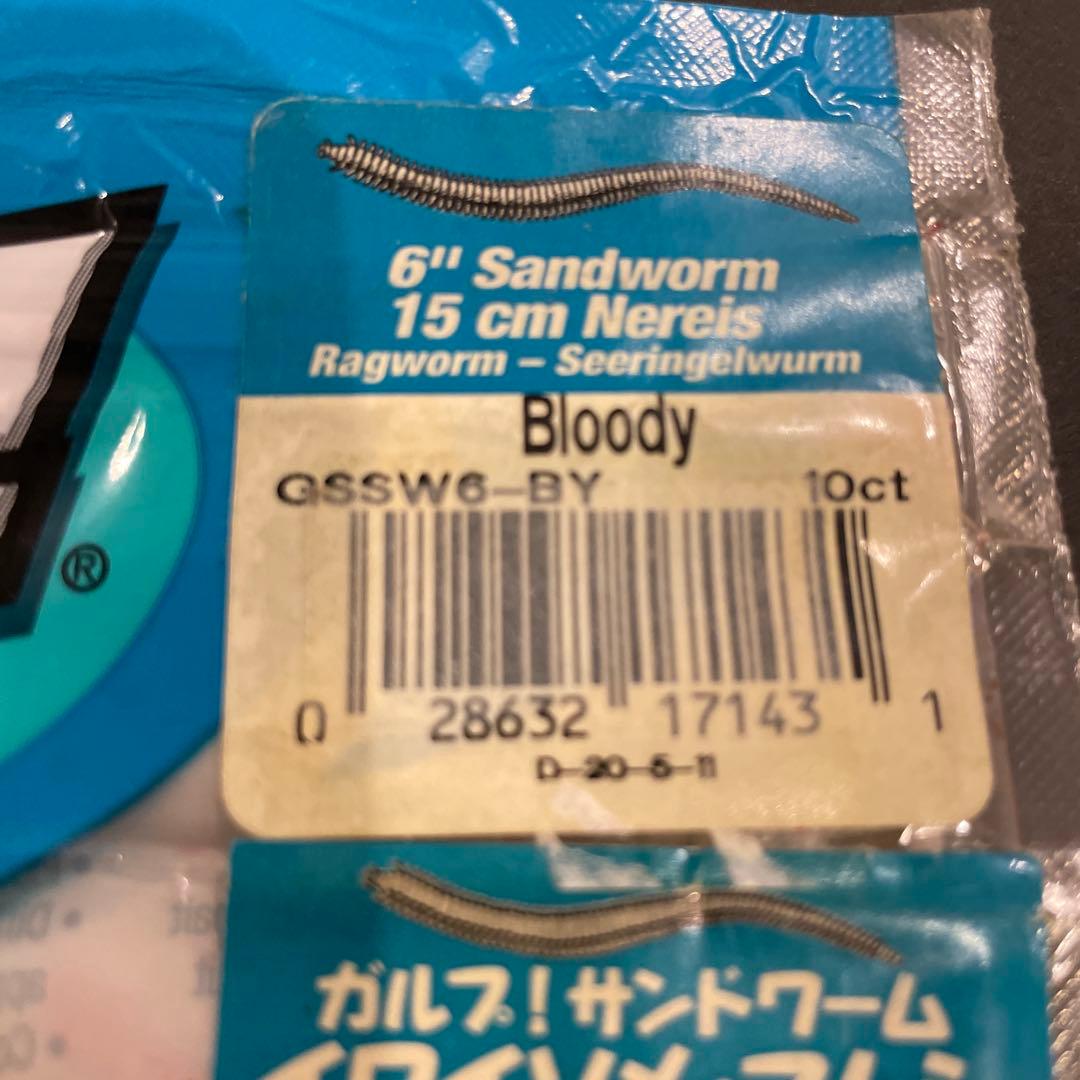 6" Sandworm
15 cm Nereis
Ragworm – Seeringelwurm
Bloody
GSSW6-BY 10ct
0 28632 17143 1
D-20-5-11
®
ガルプ!サンドワーム